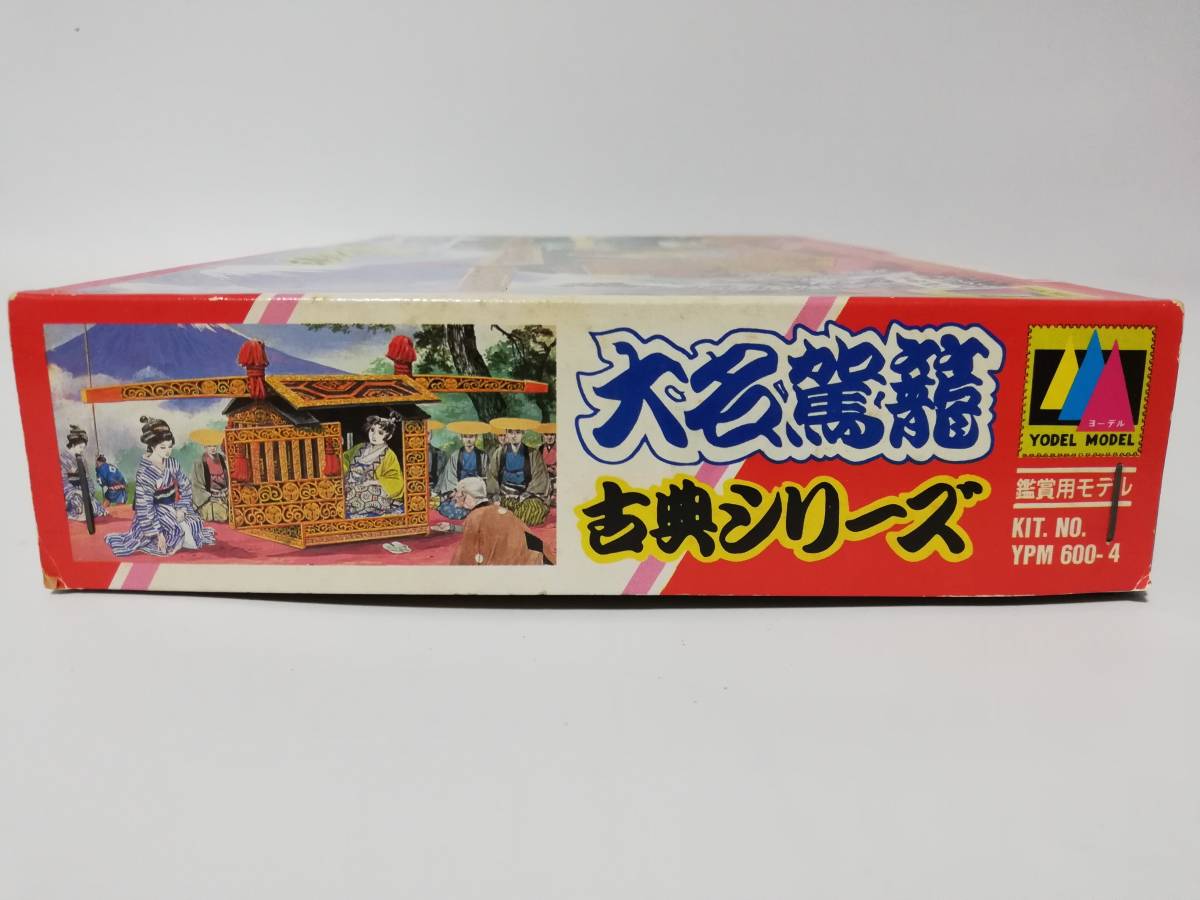 大名駕籠
古典シリーズ
ヨーデル
YODEL MODEL
鑑賞用モデル
KIT. NO.
YPM 600-4